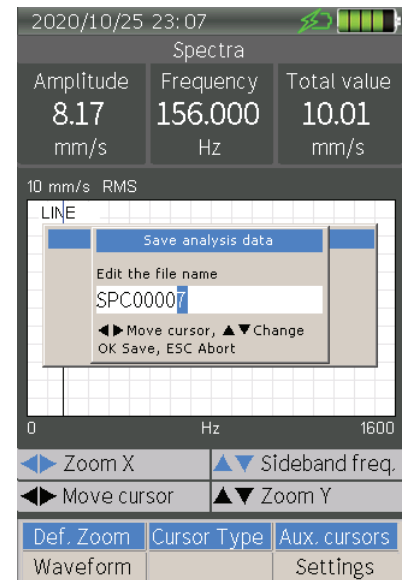 2020/10/25 23:07
Spectra
Amplitude Frequency Total value
8.17 156.000 10.01
mm/s Hz mm/s
10 mm/s RMS
LINE
Save analysis data
Edit the file name
SPC00007
◀▶ Move cursor, ▲▼ Change
OK Save, ESC Abort
0 Hz 1600
◀▶ Zoom X ▲▼ Sideband freq.
◀▶ Move cursor ▲▼ Zoom Y
Def. Zoom Cursor Type Aux. cursors
Waveform Settings